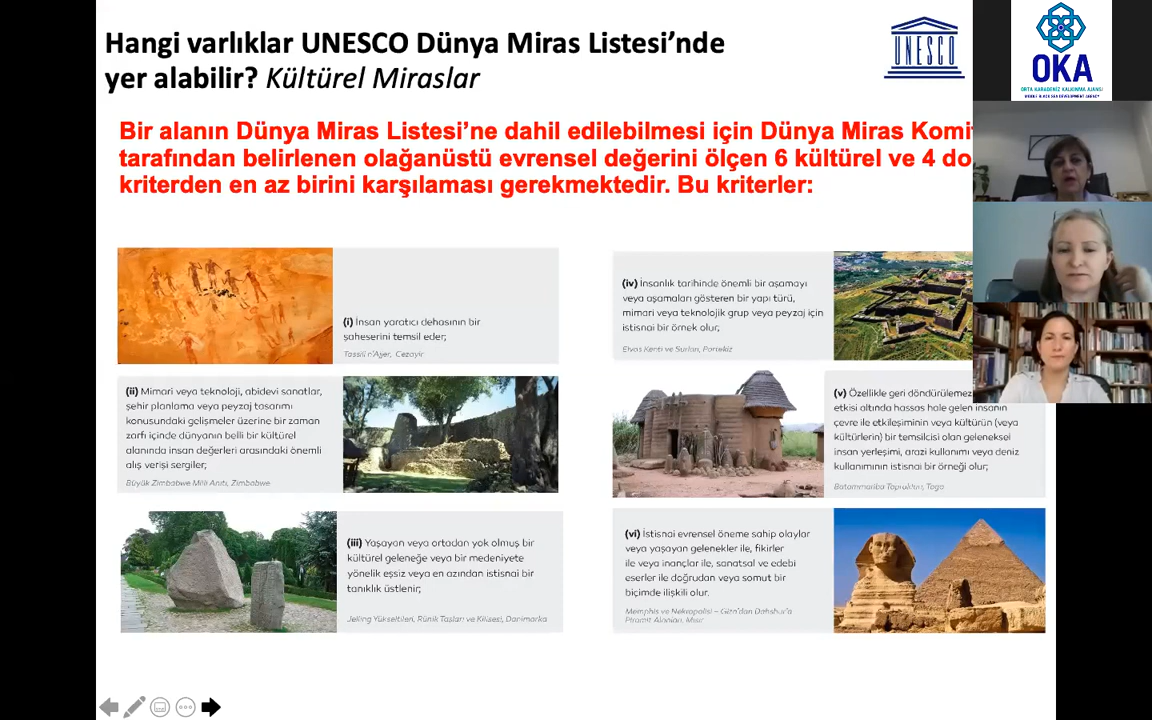 Hangi varlıklar UNESCO Dünya Miras Listesi’nde
yer alabilir? Kültürel Miraslar
UNESCO
OKA
ORTA KARADENİZ KALKINMA AJANSI
MIDDLE BLACK SEA DEVELOPMENT AGENCY
Bir alanın Dünya Miras Listesi’ne dahil edilebilmesi için Dünya Miras
tarafından belirlenen olağanüstü evrensel değerini ölçen 6 kültürel ve 4
kriterden en az birini karşılaması gerekmektedir. Bu kriterler:
(i) İnsan yaratıcı dehasının bir
şaheserini temsil eder;
Tassili n'Ajer, Cezayir
(ii) Mimari veya teknoloji, abidevi sanatlar,
şehir planlama veya peyzaj tasarımı
konusundaki gelişmeler üzerine bir zaman
zarfı içinde dünyanın belli bir kültürel
alanında insan değerleri arasındaki önemli
alış verişi sergiler;
Büyük Zimbabwe Milli Anıtı, Zimbabwe
(iii) Yaşayan veya ortadan yok olmuş bir
kültürel geleneğe veya bir medeniyete
yönelik eşsiz veya en azından istisnai bir
tanıklık üstlenir;
Jelling Yükseltileri, Rünik Taşları ve Kilisesi, Danimarka
(iv) İnsanlık tarihinde önemli bir aşamayı
veya aşamaları gösteren bir yapı türü,
mimari veya teknolojik grup veya peyzaj için
istisnai bir örnek olur;
Elvas Kenti ve Surları, Portekiz
(v) Özellikle geri döndürülemez
etkisi altında hassas hale gelen insanın
çevre ile etkileşiminin veya kültürün (veya
kültürlerin) bir temsilcisi olan geleneksel
insan yerleşimi, arazi kullanımı veya deniz
kullanımının istisnai bir örneği olur;
Batammariba Toprakları, Togo
(vi) İstisnai evrensel öneme sahip olaylar
veya yaşayan gelenekler ile, fikirler
ile veya inançlar ile, sanatsal ve edebi
eserler ile doğrudan veya somut bir
biçimde ilişkili olur.
Memphis ve Nekropolisi – Giza'dan Dahshur'a
Piramit Alanları, Mısır